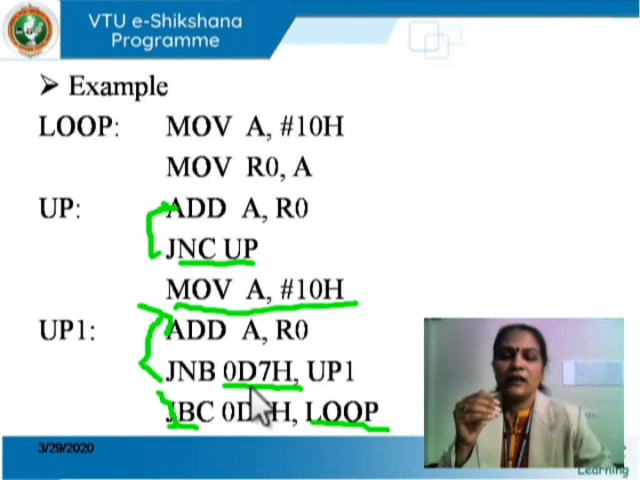 VTU e-Shikshana
Programme
➢ Example
LOOP: MOV A, #10H
MOV R0, A
UP: ADD A, R0
JNC UP
MOV A, #10H
UP1: ADD A, R0
JNB 0D7H, UP1
JBC LOOP
3/29/2020
Learning